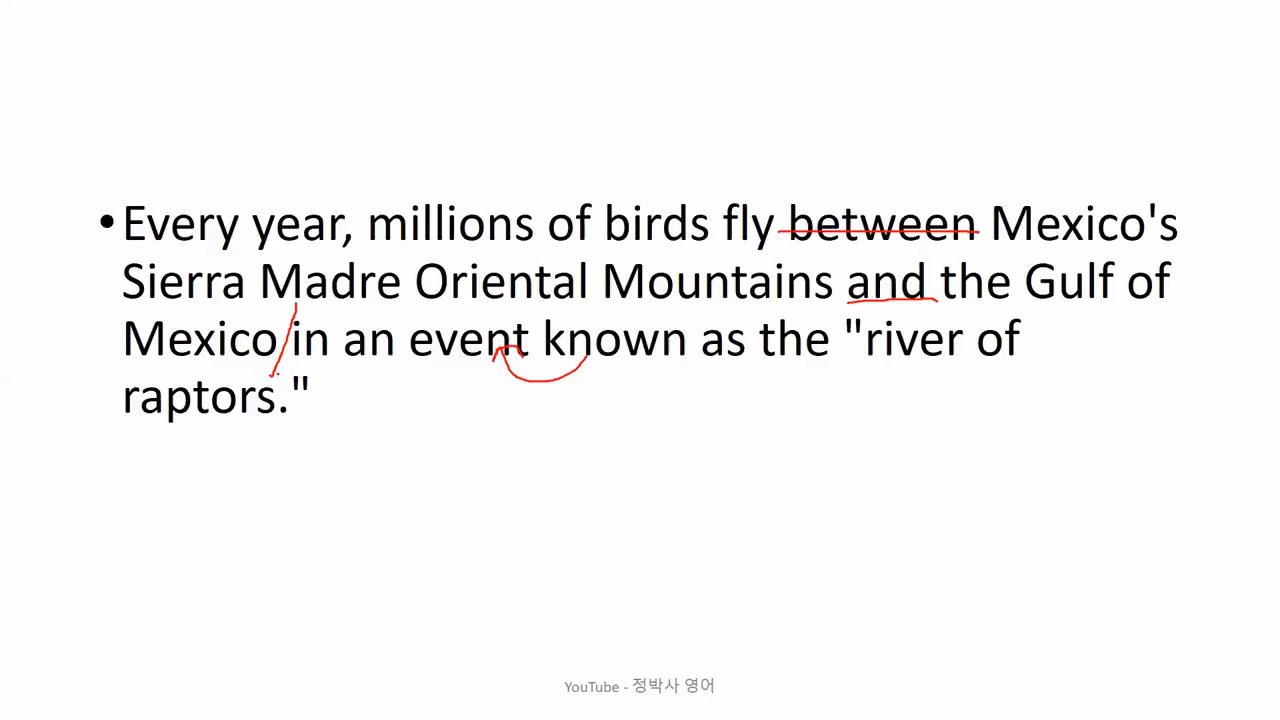 •Every year, millions of birds fly between Mexico's
Sierra Madre Oriental Mountains and the Gulf of
Mexico in an event known as the "river of
raptors."
YouTube - 정박사 영어